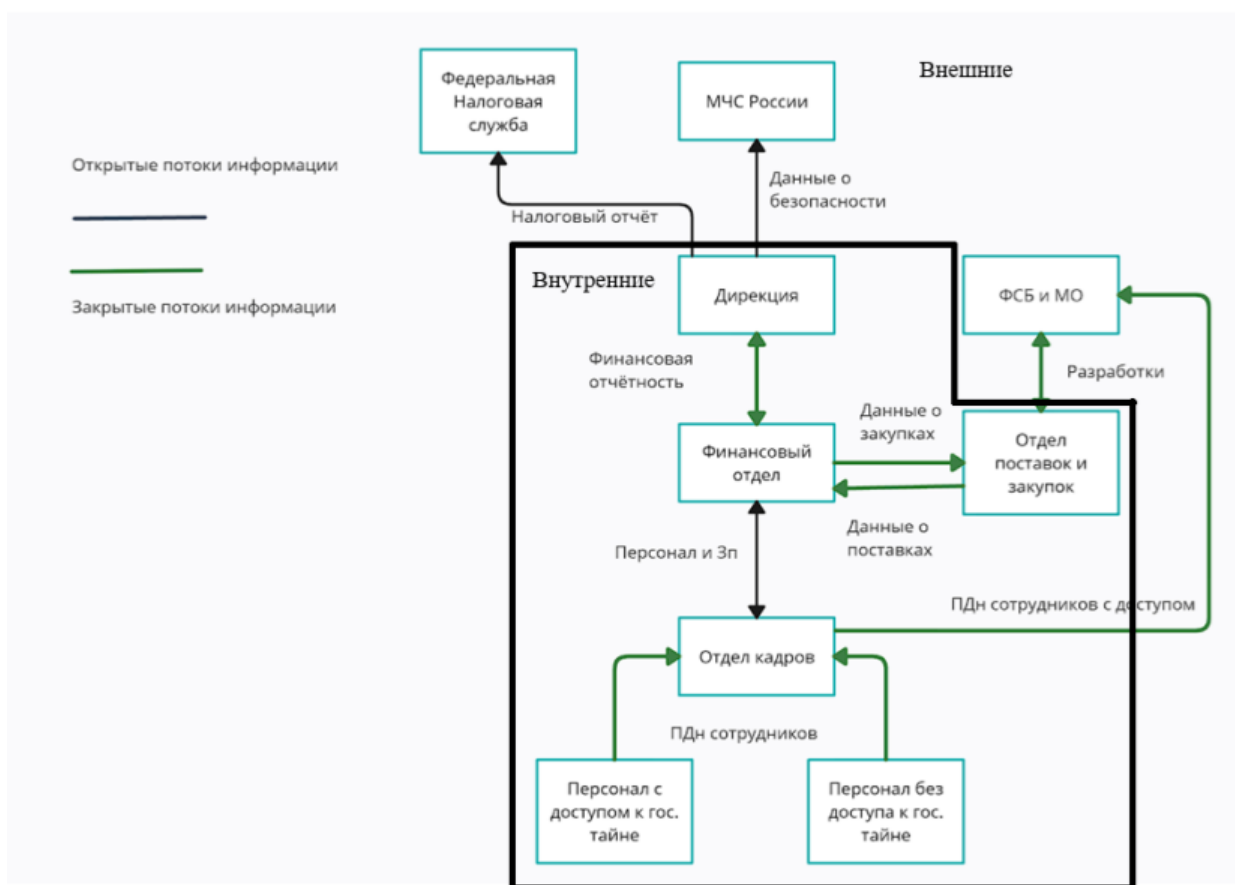 Внешние
Федеральная
Налоговая
служба
МЧС России
Открытые потоки информации
Данные о
безопасности
Налоговый отчёт
Закрытые потоки информации
Внутренние
Дирекция
ФСБ и МО
Финансовая
отчётность
Разработки
Данные о
закупках
Финансовый
отдел
Отдел
поставок и
закупок
Данные о
поставках
Персонал и Зп
ПДн сотрудников с доступом
Отдел кадров
ПДн сотрудников
Персонал с
доступом к гос.
тайне
Персонал без
доступа к гос.
тайне